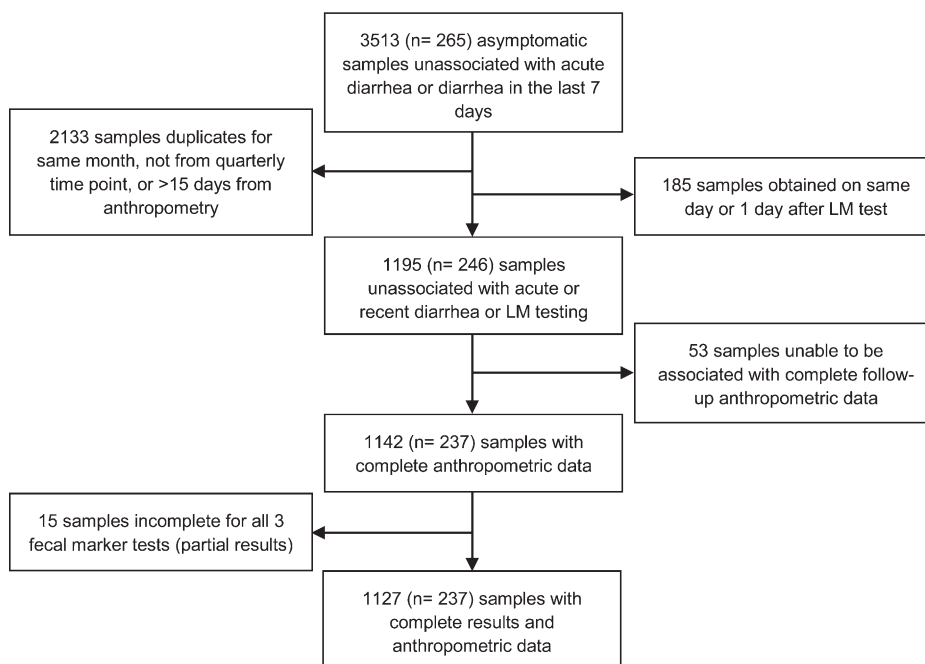 3513 (n= 265) asymptomatic
samples unassociated with acute
diarrhea or diarrhea in the last 7
days
2133 samples duplicates for
same month, not from quarterly
time point, or >15 days from
anthropometry
185 samples obtained on same
day or 1 day after LM test
1195 (n= 246) samples
unassociated with acute or
recent diarrhea or LM testing
53 samples unable to be
associated with complete follow-
up anthropometric data
1142 (n= 237) samples with
complete anthropometric data
15 samples incomplete for all 3
fecal marker tests (partial results)
1127 (n= 237) samples with
complete results and
anthropometric data